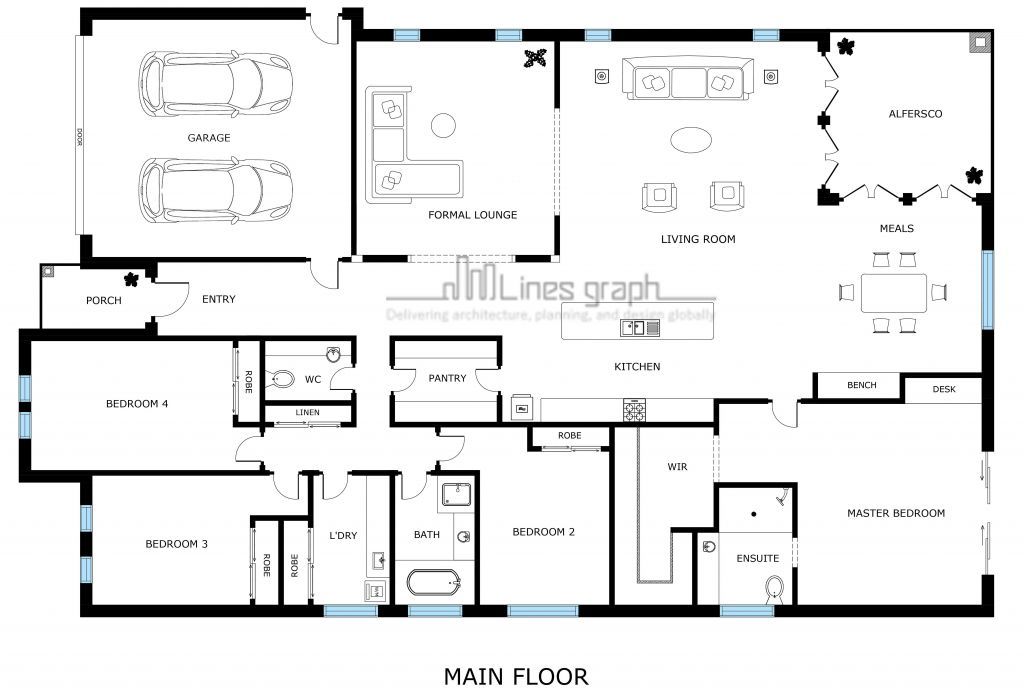 GARAGE
DOOR
FORMAL LOUNGE
LIVING ROOM
ALFERSCO
MEALS
PORCH
ENTRY
Lines graph
Delivering architecture, planning, and design globally
KITCHEN
PANTRY
WC
ROBE
LINEN
BEDROOM 4
BENCH
DESK
ROBE
WIR
BEDROOM 3
ROBE
ROBE
L'DRY
BATH
BEDROOM 2
ENSUITE
MASTER BEDROOM
MAIN FLOOR